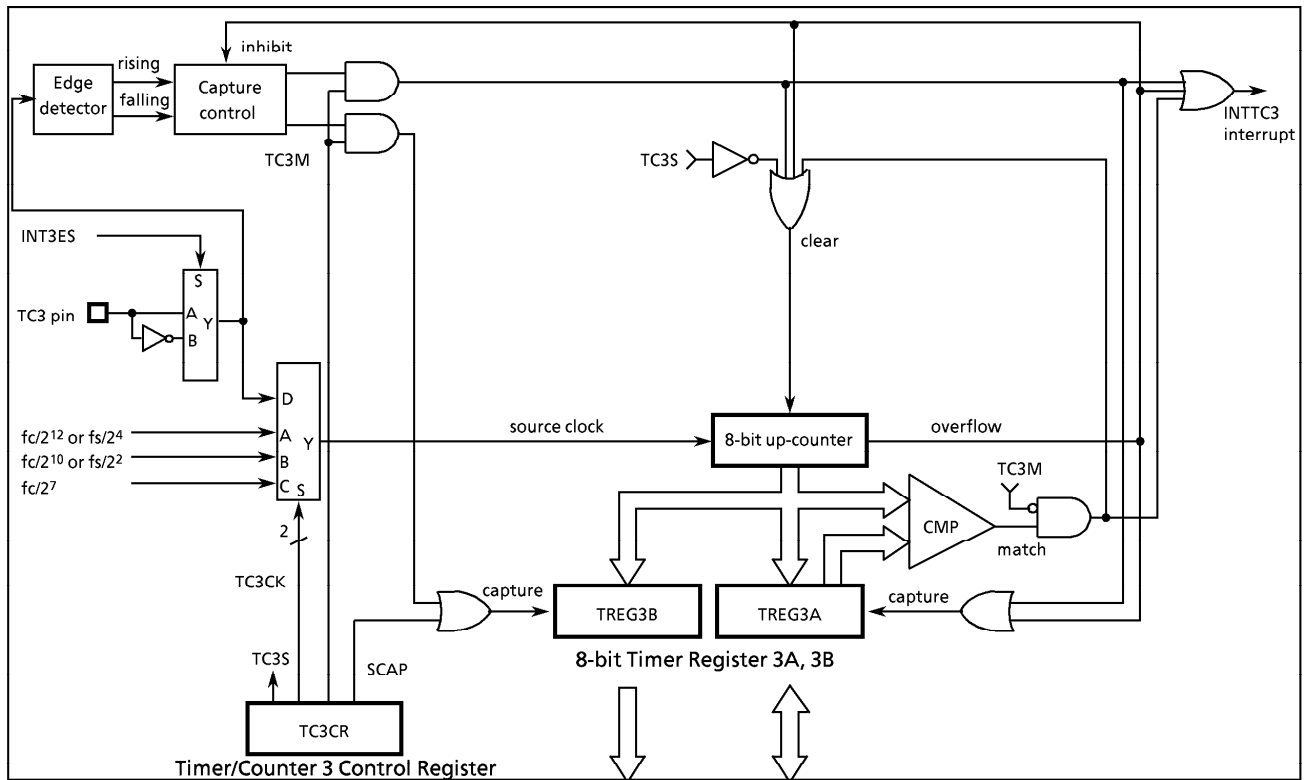 inhibit
rising
Edge
detector
falling
Capture
control
INTTC3
interrupt
TC3M
TC3S
clear
INT3ES
S
TC3 pin
A
Y
B
D
fc/2¹² or fs/2⁴
A
Y
source clock
8-bit up-counter
overflow
fc/2¹⁰ or fs/2²
B
fc/2⁷
C
S
TC3M
2
CMP
match
TC3CK
capture
TREG3B
TREG3A
capture
8-bit Timer Register 3A, 3B
TC3S
SCAP
TC3CR
Timer/Counter 3 Control Register